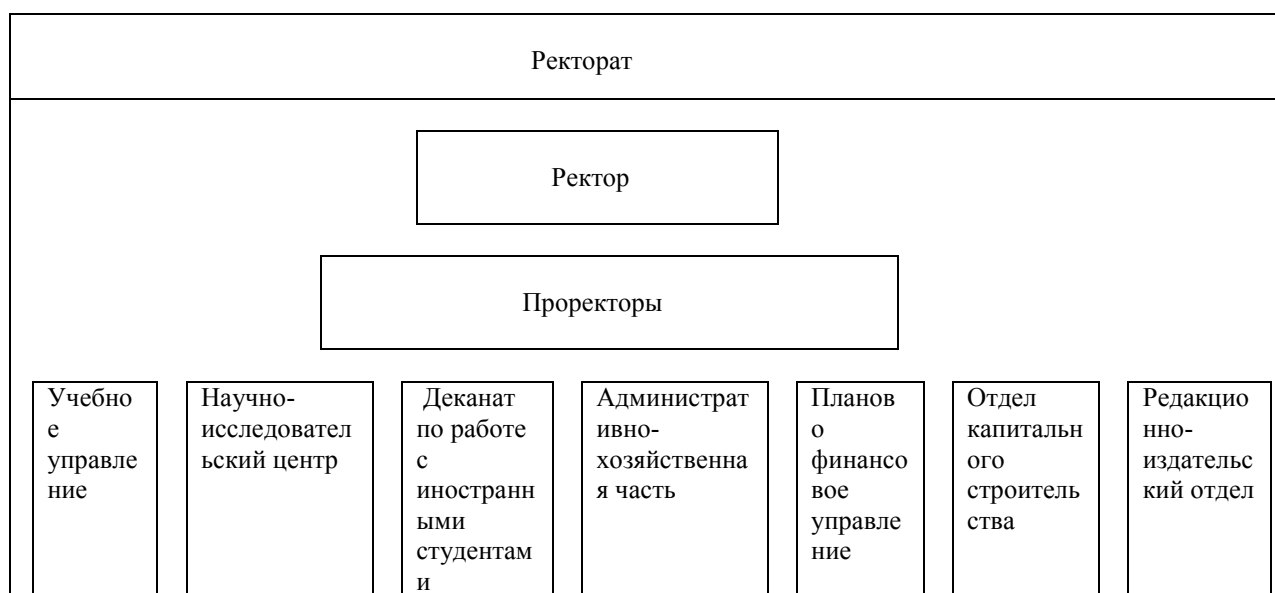 Ректорат
Ректор
Проректоры
Учебно
е
управле
ние
Научно-
исследовател
ьский центр
Деканат
по работе
с
иностранн
ыми
студентам
и
Администрат
ивно-
хозяйственна
я часть
Планов
о
финансо
вое
управле
ние
Отдел
капитальн
ого
строитель
ства
Редакцио
нно-
издательс
кий отдел